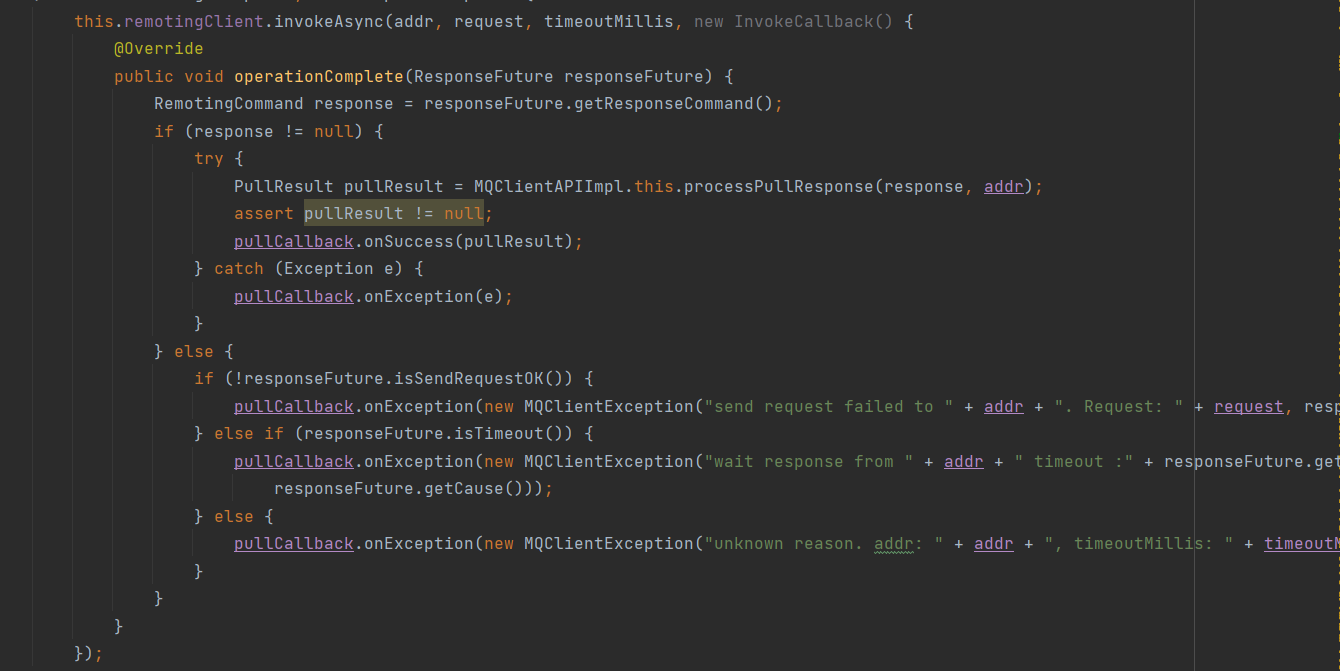 this.remotingClient.invokeAsync(addr, request, timeoutMillis, new InvokeCallback() {
@Override
public void operationComplete(ResponseFuture responseFuture) {
RemotingCommand response = responseFuture.getResponseCommand();
if (response != null) {
try {
PullResult pullResult = MQClientAPIImpl.this.processPullResponse(response, addr);
assert pullResult != null;
pullCallback.onSuccess(pullResult);
} catch (Exception e) {
pullCallback.onException(e);
}
} else {
if (!responseFuture.isSendRequestOK()) {
pullCallback.onException(new MQClientException("send request failed to " + addr + ". Request: " + request, resp
} else if (responseFuture.isTimeout()) {
pullCallback.onException(new MQClientException("wait response from " + addr + " timeout :" + responseFuture.get
responseFuture.getCause()));
} else {
pullCallback.onException(new MQClientException("unknown reason. addr: " + addr + ", timeoutMillis: " + timeoutM
}
}
}
});